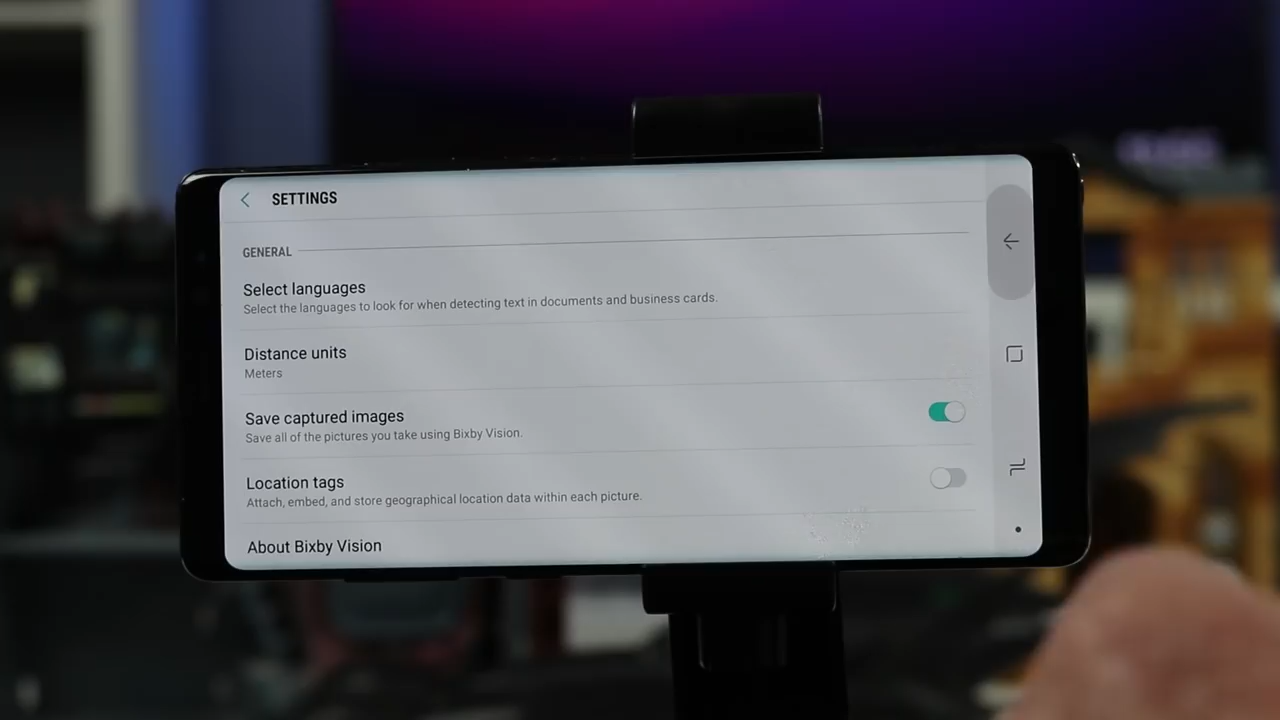 SETTINGS
GENERAL
Select languages
Select the languages to look for when detecting text in documents and business cards.
Distance units
Meters
Save captured images
Save all of the pictures you take using Bixby Vision.
Location tags
Attach, embed, and store geographical location data within each picture.
About Bixby Vision